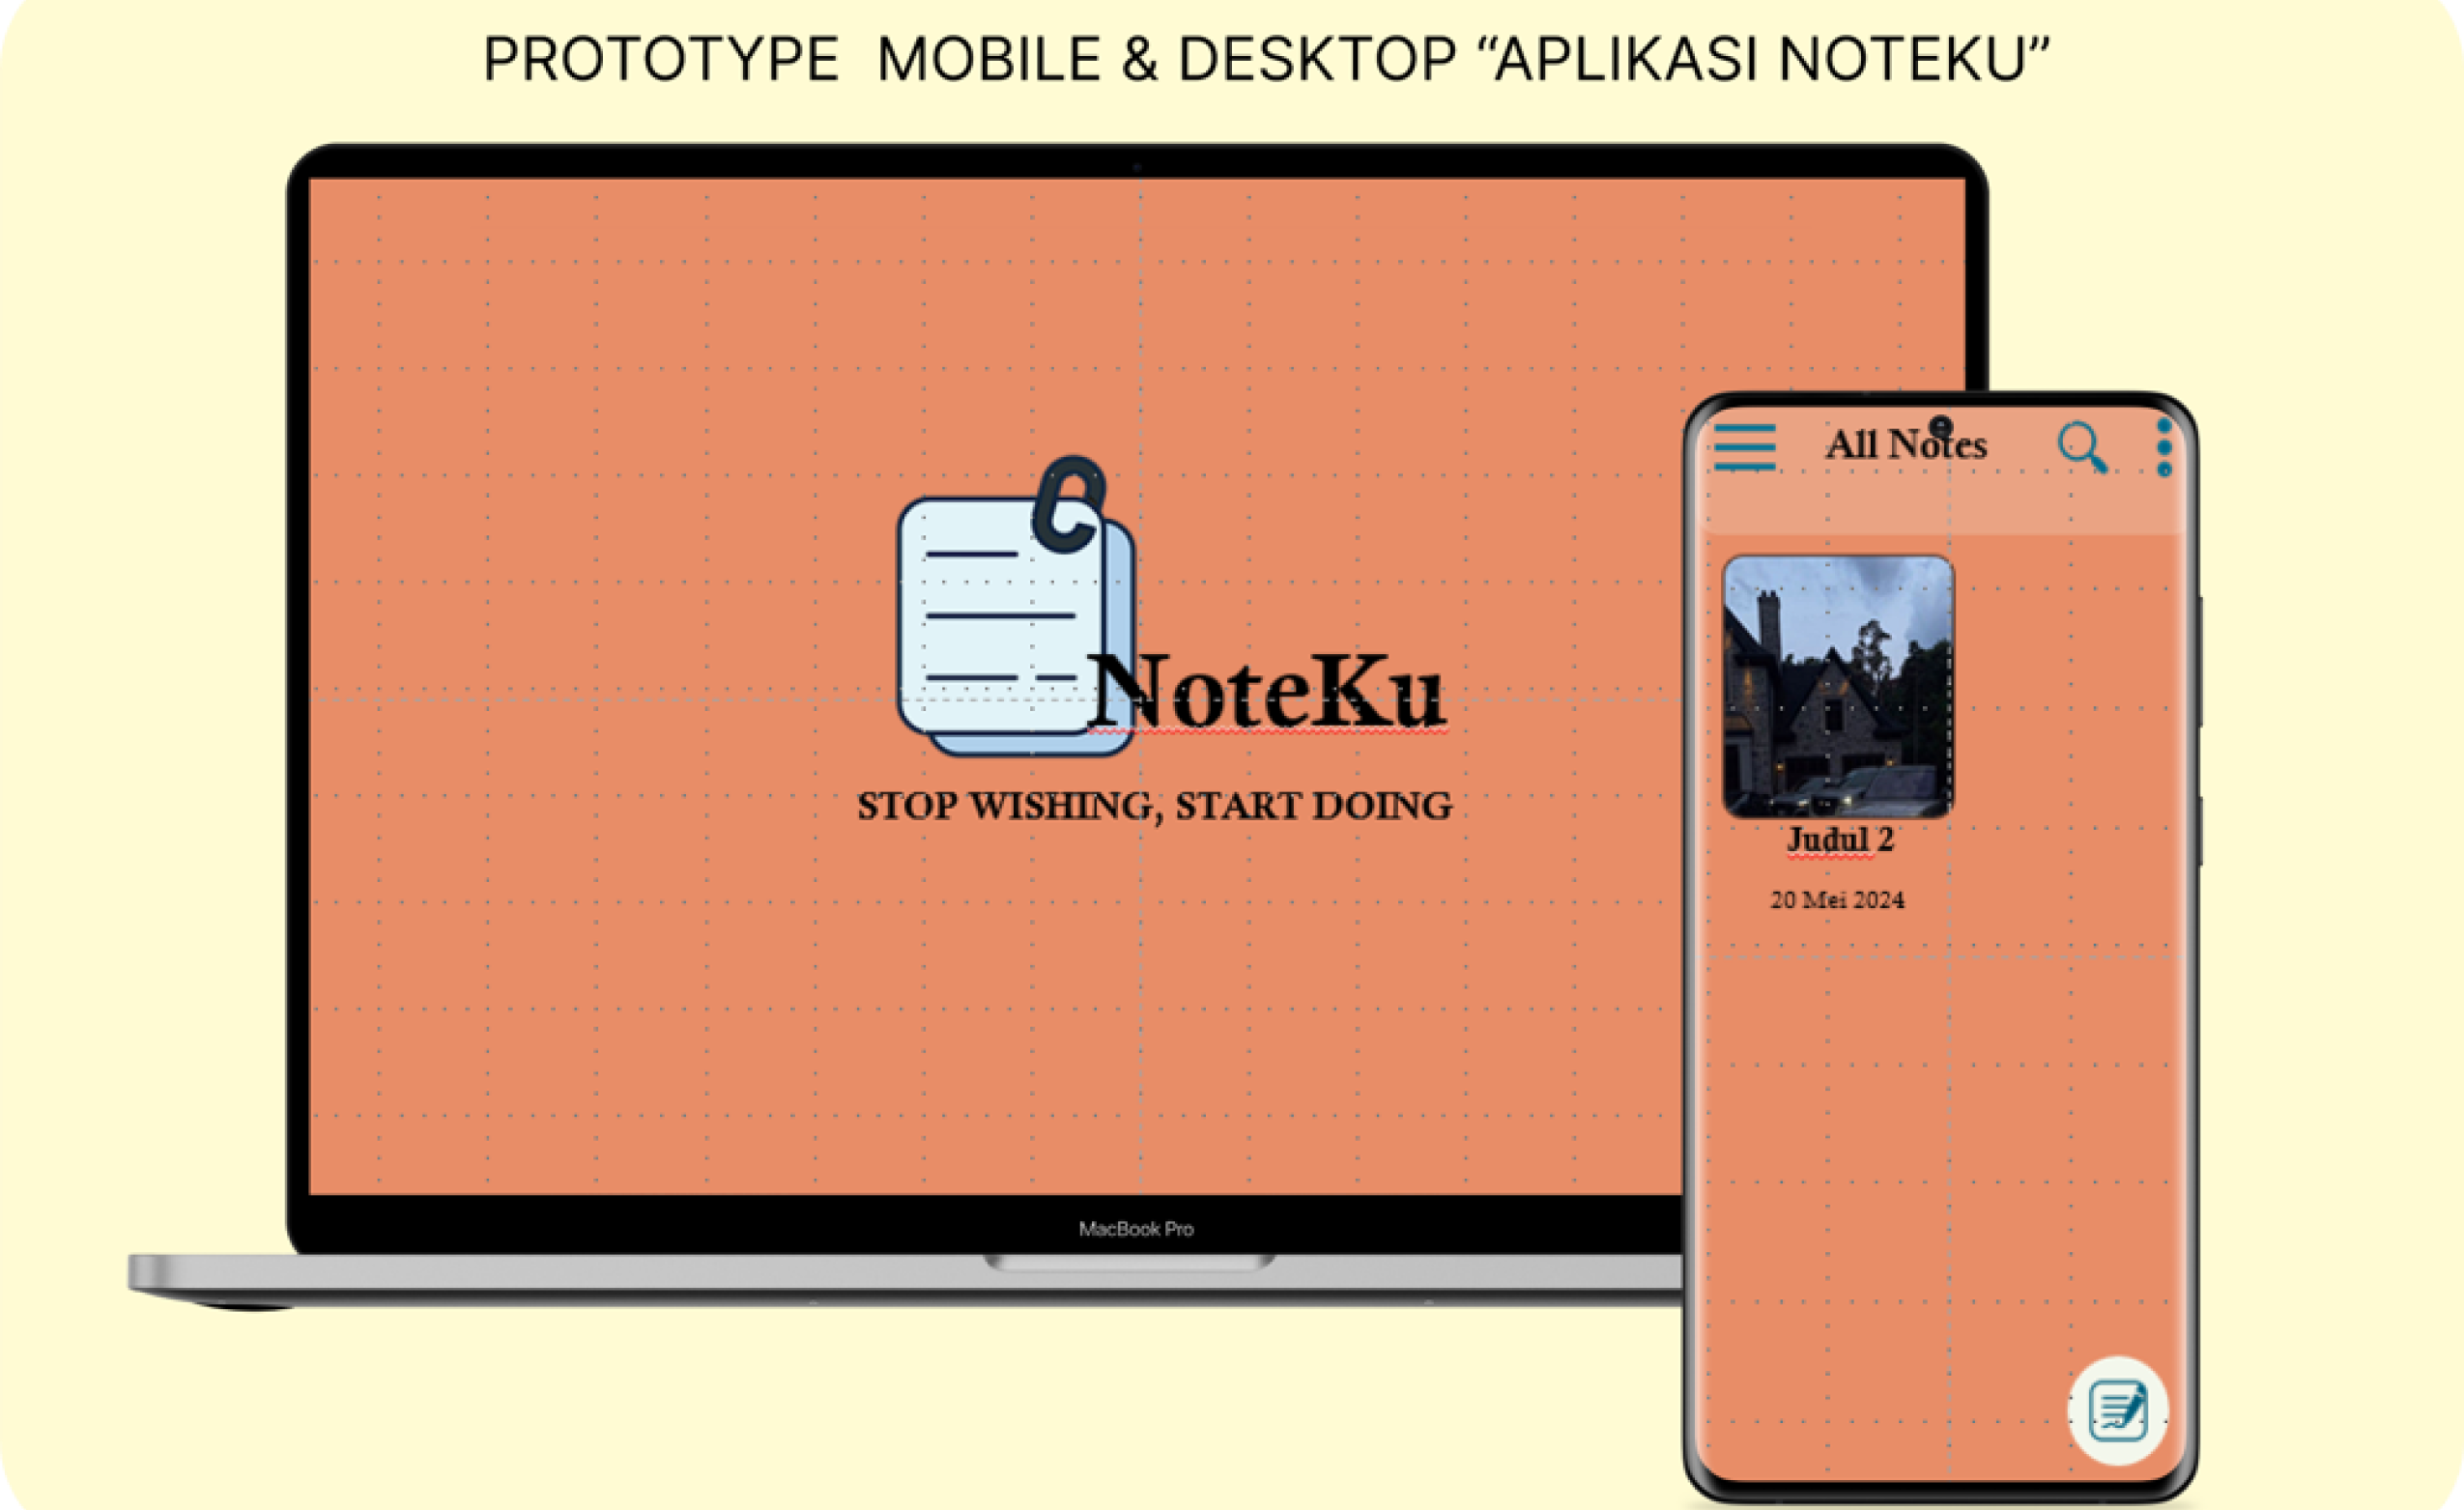 PROTOTYPE MOBILE & DESKTOP “APLIKASI NOTEKU”
NoteKu
STOP WISHING, START DOING
MacBook Pro
All Notes
Judul 2
20 Mei 2024